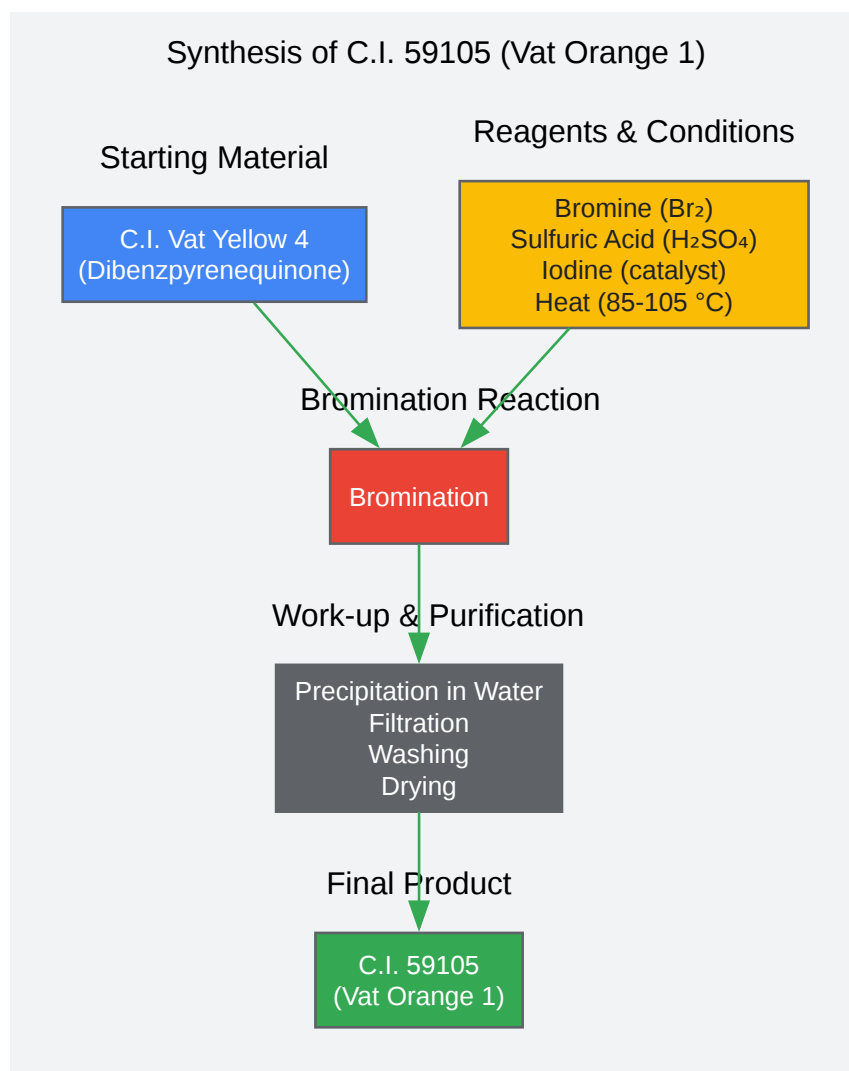 Synthesis of C.I. 59105 (Vat Orange 1)
Starting Material
C.I. Vat Yellow 4
(Dibenzpyrenequinone)
Reagents & Conditions
Bromine (Br₂)
Sulfuric Acid (H₂SO₄)
Iodine (catalyst)
Heat (85-105 °C)
Bromination Reaction
Bromination
Work-up & Purification
Precipitation in Water
Filtration
Washing
Drying
Final Product
C.I. 59105
(Vat Orange 1)